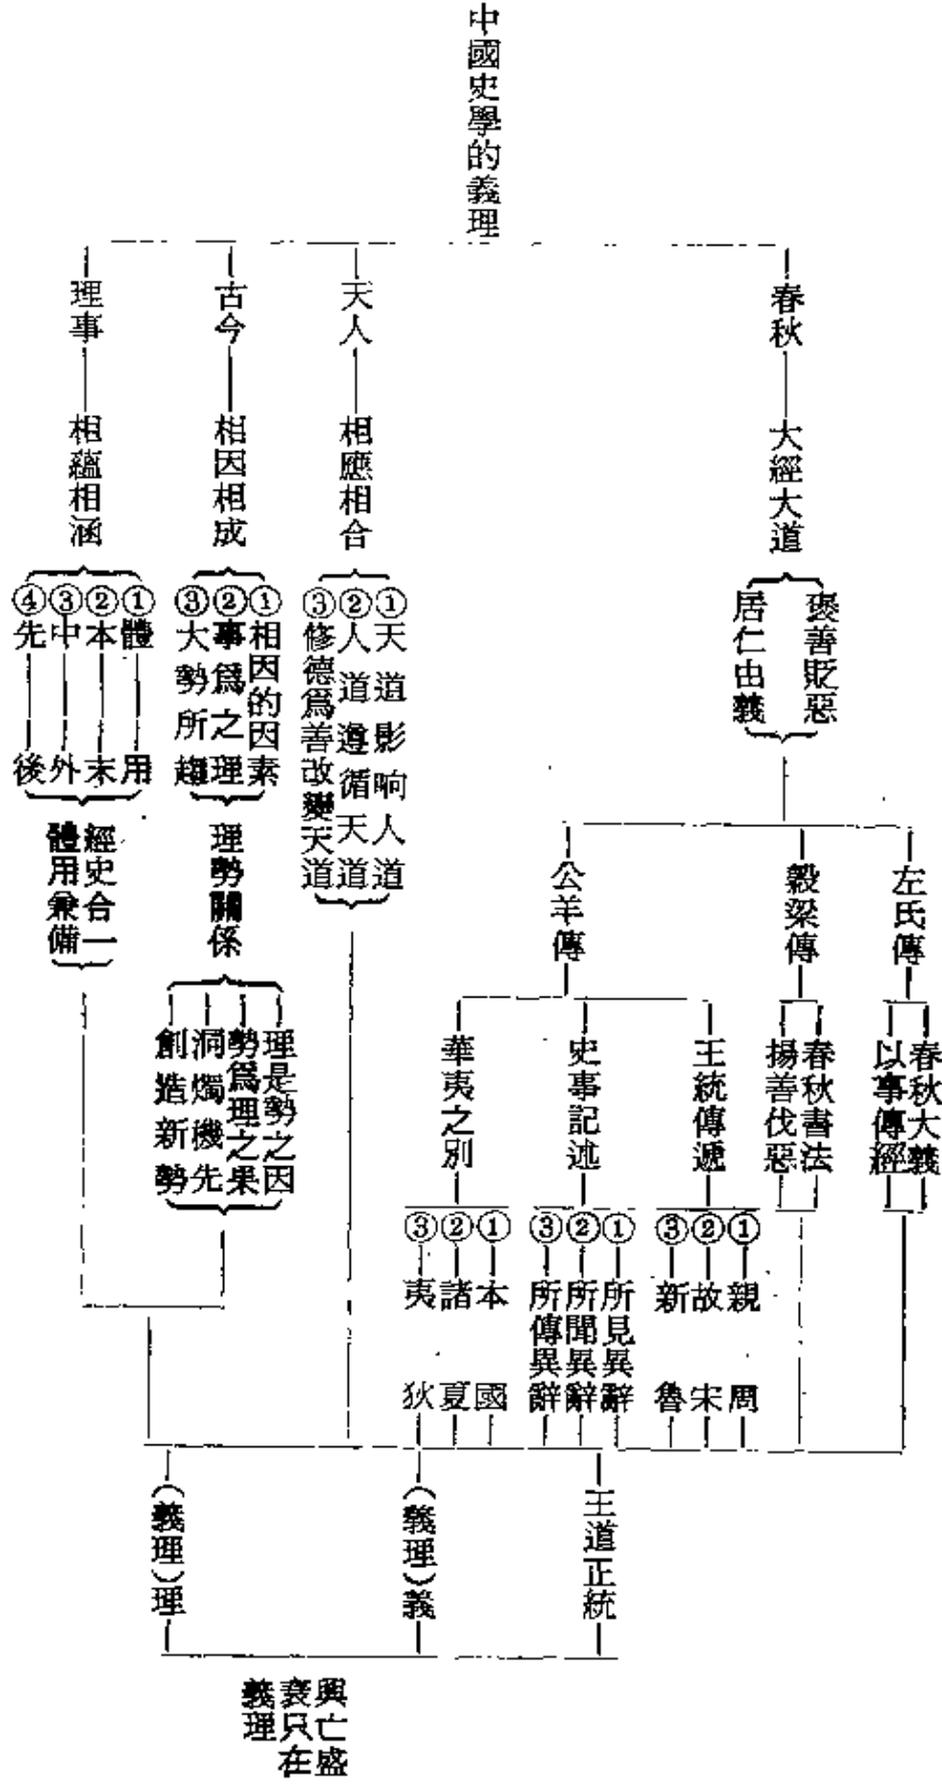 中國史學的義理
春秋
大經大道
褒善貶惡
居仁由義
左氏傳
春秋大義
以事傳經
穀梁傳
春秋書法
揚善伐惡
公羊傳
王統傳遞
①親周
②故宋
③新魯
史事記述
①所見異辭
②所聞異辭
③所傳異辭
華夷之別
①本國
②諸夏
③夷狄
天人
相應相合
①天道影响人道
②人道遵循天道
③修德爲善改變天道
古今
相因相成
①相因的因素
②事爲之理
③大勢所趨
理勢關係
理是勢之因
勢爲理之果
洞燭機先
創造新勢
理事
相蘊相涵
①體用
②本末
③中外
④先後
經史合一
體用兼備
王道正統
(義理)義
(義理)理
興亡盛
衰只在
義理